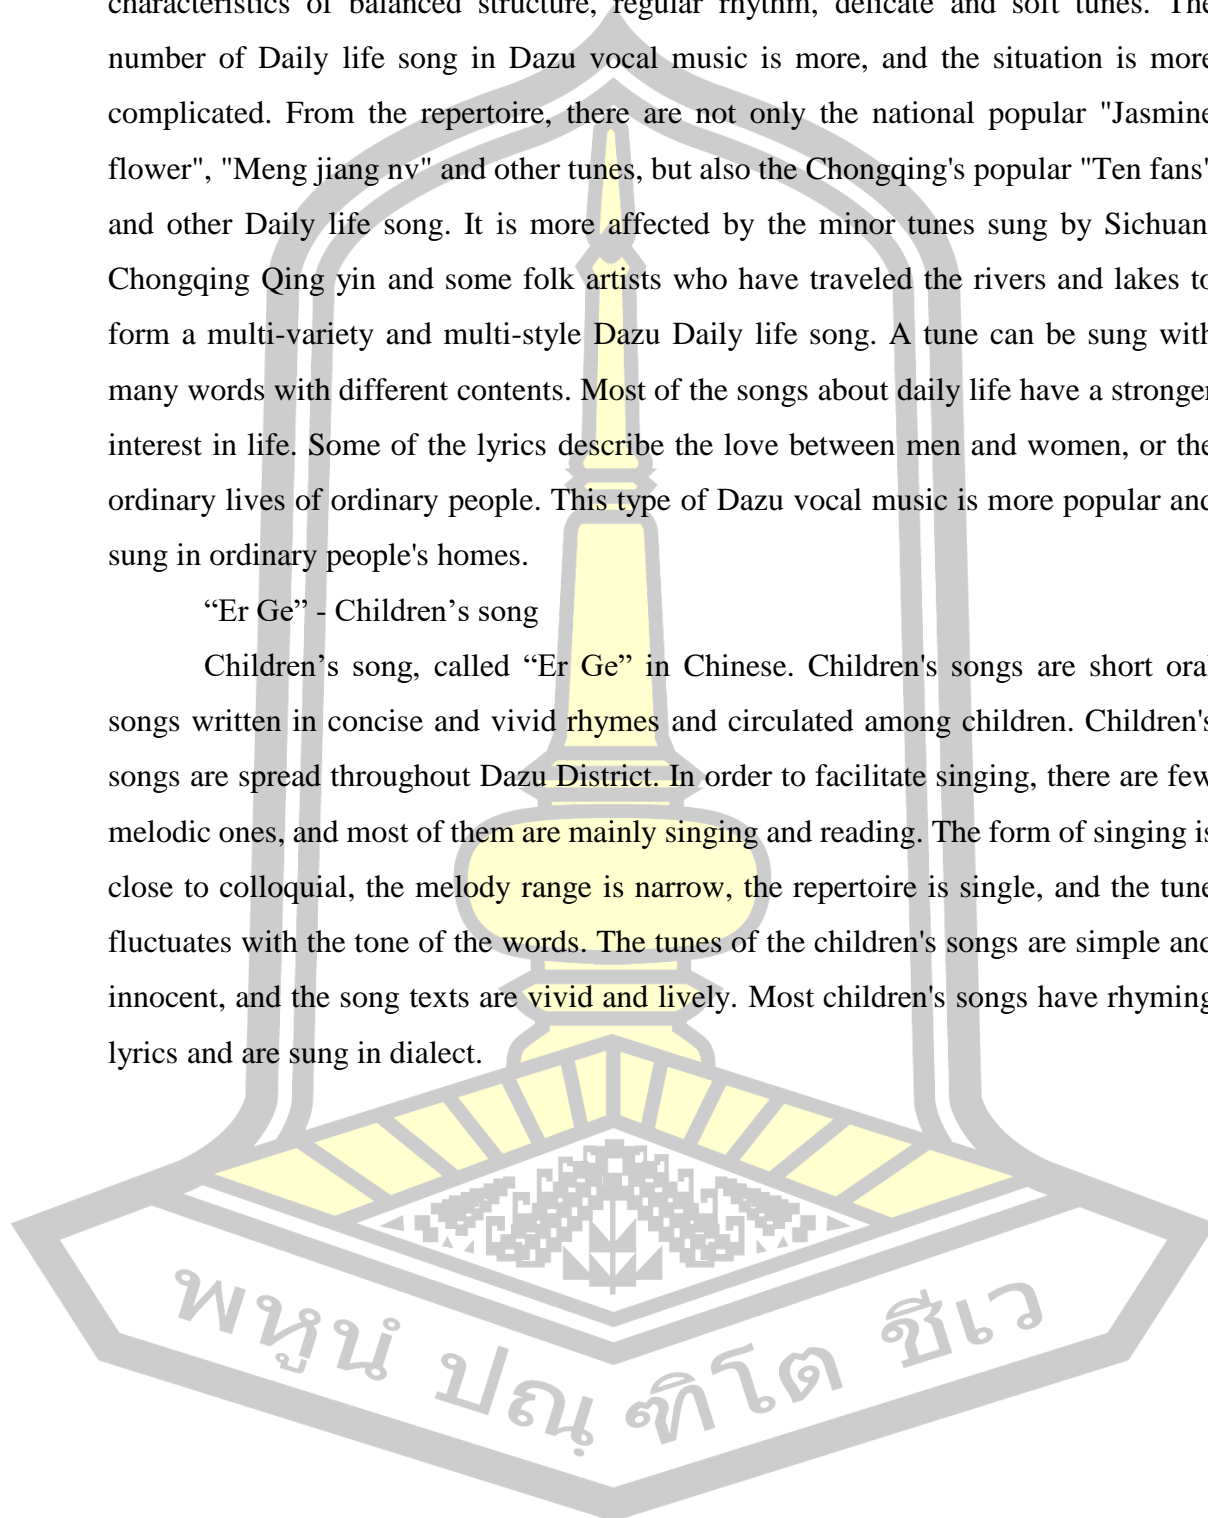 characteristics of balanced structure, regular rhythm, delicate and soft tunes. The
number of Daily life song in Dazu vocal music is more, and the situation is more
complicated. From the repertoire, there are not only the national popular "Jasmine
flower", "Meng jiang nv" and other tunes, but also the Chongqing's popular "Ten fans"
and other Daily life song. It is more affected by the minor tunes sung by Sichuan
Chongqing Qing yin and some folk artists who have traveled the rivers and lakes to
form a multi-variety and multi-style Dazu Daily life song. A tune can be sung with
many words with different contents. Most of the songs about daily life have a stronger
interest in life. Some of the lyrics describe the love between men and women, or the
ordinary lives of ordinary people. This type of Dazu vocal music is more popular and
sung in ordinary people's homes.
“Er Ge” - Children’s song
Children’s song, called “Er Ge” in Chinese. Children's songs are short oral
songs written in concise and vivid rhymes and circulated among children. Children's
songs are spread throughout Dazu District. In order to facilitate singing, there are few
melodic ones, and most of them are mainly singing and reading. The form of singing is
close to colloquial, the melody range is narrow, the repertoire is single, and the tune
fluctuates with the tone of the words. The tunes of the children's songs are simple and
innocent, and the song texts are vivid and lively. Most children's songs have rhyming
lyrics and are sung in dialect.
พหูนํ ปณฺฑิโต ชีเว